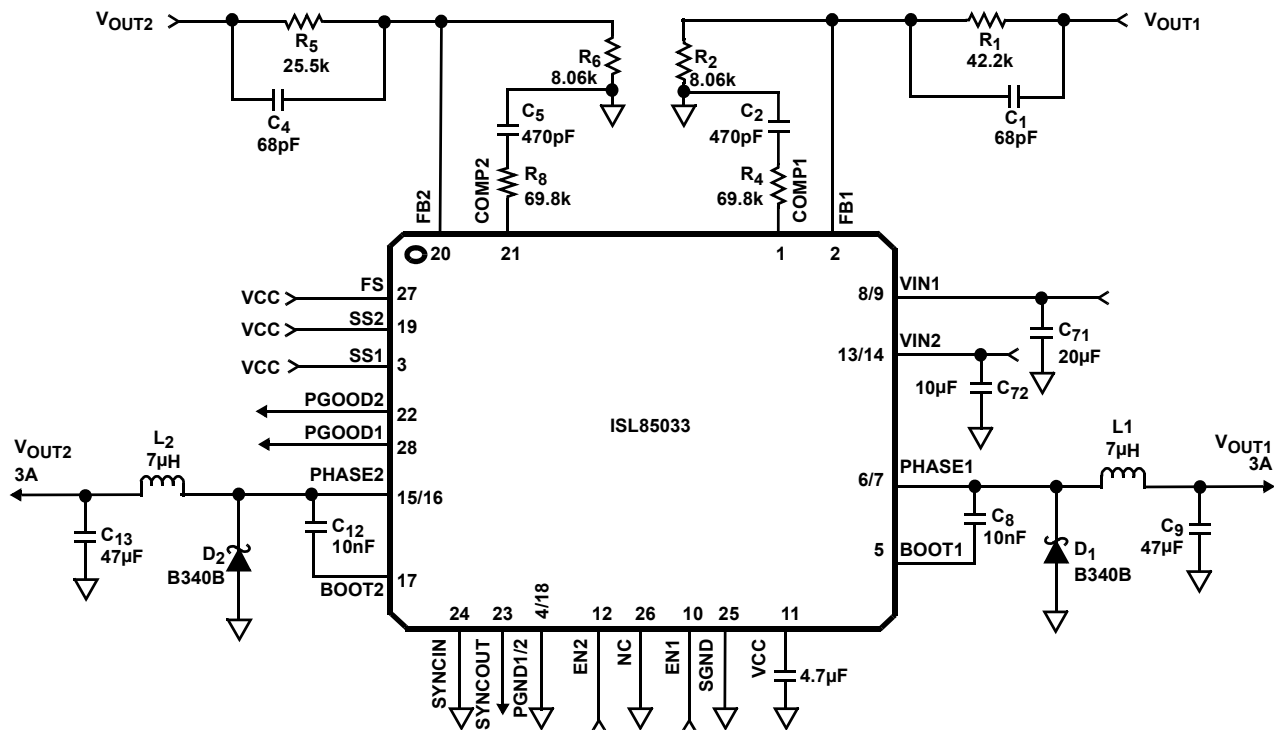 VOUT2
R5
25.5k
C4
68pF
R6
8.06k
C5
470pF
R8
69.8k
FB2
COMP2
R2
8.06k
C2
470pF
R4
69.8k
COMP1
FB1
VOUT1
R1
42.2k
C1
68pF
20
21
1
2
VCC
FS
27
VCC
SS2
19
VCC
SS1
3
PGOOD2
22
PGOOD1
28
ISL85033
8/9
VIN1
C71
20µF
13/14
VIN2
10µF
C72
VOUT2
3A
L2
7µH
PHASE2
15/16
C13
47µF
D2
B340B
C12
10nF
BOOT2
17
6/7
PHASE1
L1
7µH
VOUT1
3A
C8
10nF
5
BOOT1
D1
B340B
C9
47µF
24
23
4/18
12
26
10
25
11
SYNCIN
SYNCOUT
PGND1/2
EN2
NC
EN1
SGND
VCC
4.7µF